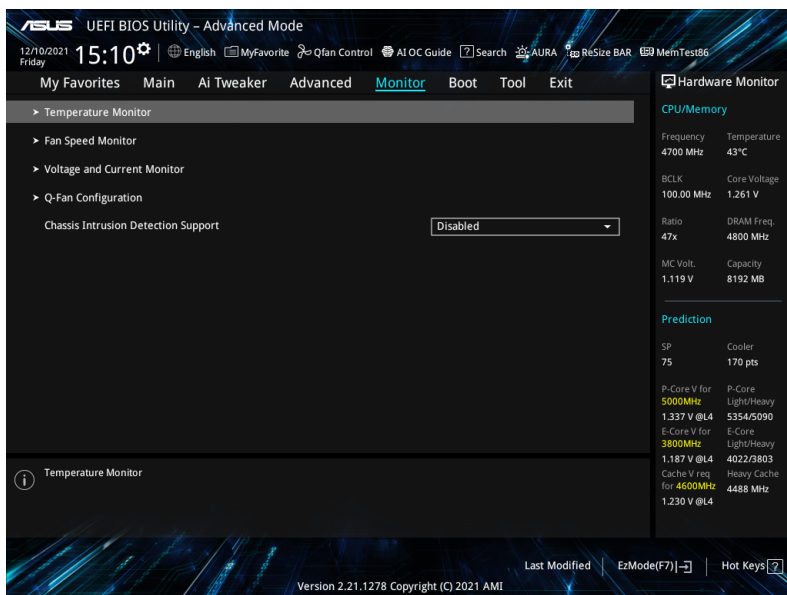 ASUS UEFI BIOS Utility – Advanced Mode
12/10/2021
Friday
15:10
English MyFavorite Qfan Control AI OC Guide ? Search AURA ReSize BAR MemTest86
My Favorites Main Ai Tweaker Advanced Monitor Boot Tool Exit
Temperature Monitor
Fan Speed Monitor
Voltage and Current Monitor
Q-Fan Configuration
Chassis Intrusion Detection Support Disabled
Temperature Monitor
Hardware Monitor
CPU/Memory
Frequency Temperature
4700 MHz 43°C
BCLK Core Voltage
100.00 MHz 1.261 V
Ratio DRAM Freq.
47x 4800 MHz
MC Volt. Capacity
1.119 V 8192 MB
Prediction
SP Cooler
75 170 pts
P-Core V for P-Core
5000MHz Light/Heavy
1.337 V @L4 5354/5090
E-Core V for E-Core
3800MHz Light/Heavy
1.187 V @L4 4022/3803
Cache V req Heavy Cache
for 4600MHz 4488 MHz
1.230 V @L4
Last Modified EzMode(F7) Hot Keys ?
Version 2.21.1278 Copyright (C) 2021 AMI